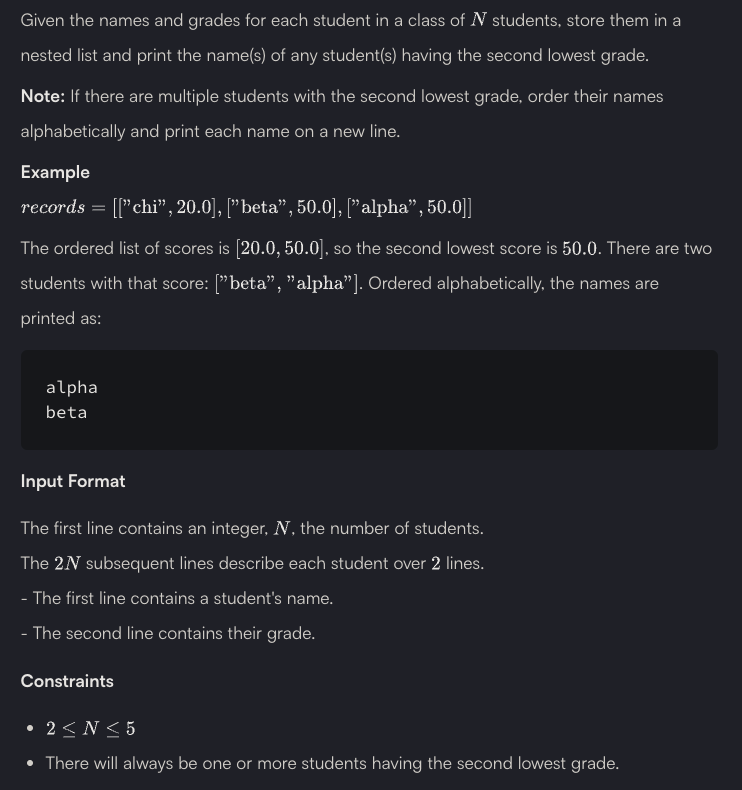 Given the names and grades for each student in a class of N students, store them in a
nested list and print the name(s) of any student(s) having the second lowest grade.
Note: If there are multiple students with the second lowest grade, order their names
alphabetically and print each name on a new line.
Example
records = [["chi", 20.0], ["beta", 50.0], ["alpha", 50.0]]
The ordered list of scores is [20.0, 50.0], so the second lowest score is 50.0. There are two
students with that score: ["beta", "alpha"]. Ordered alphabetically, the names are
printed as:
alpha
beta
Input Format
The first line contains an integer, N, the number of students.
The 2N subsequent lines describe each student over 2 lines.
- The first line contains a student's name.
- The second line contains their grade.
Constraints
• 2 ≤ N ≤ 5
• There will always be one or more students having the second lowest grade.